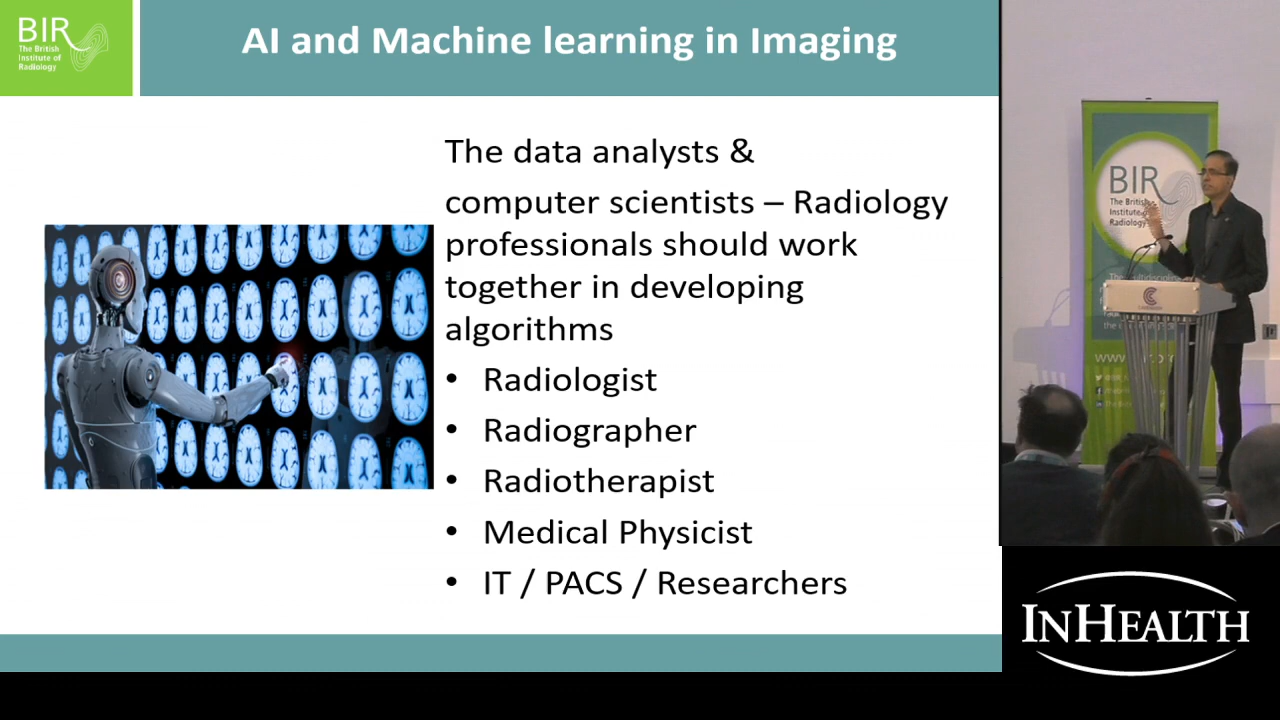 BIR
The British
Institute of
Radiology
AI and Machine learning in Imaging
The data analysts &
computer scientists – Radiology
professionals should work
together in developing
algorithms
• Radiologist
• Radiographer
• Radiotherapist
• Medical Physicist
• IT / PACS / Researchers
BIR
The British
Institute of
Radiology
INHEALTH